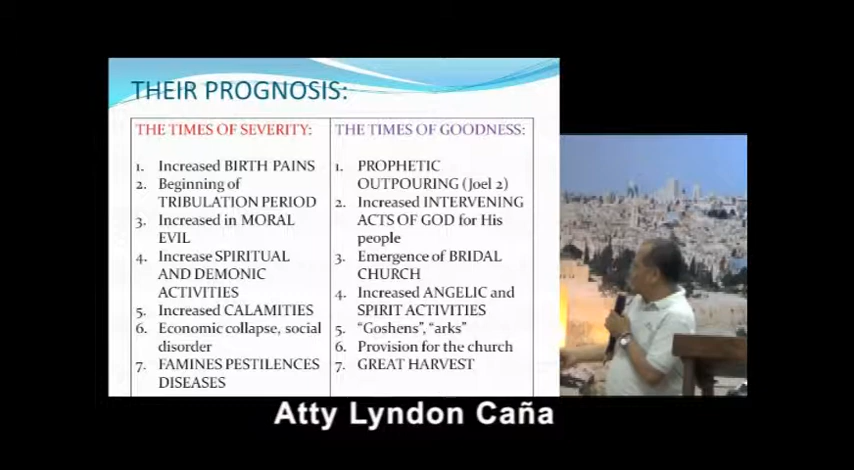 THEIR PROGNOSIS:
THE TIMES OF SEVERITY:
1. Increased BIRTH PAINS
2. Beginning of
TRIBULATION PERIOD
3. Increased in MORAL
EVIL
4. Increase SPIRITUAL
AND DEMONIC
ACTIVITIES
5. Increased CALAMITIES
6. Economic collapse, social
disorder
7. FAMINES PESTILENCES
DISEASES
THE TIMES OF GOODNESS:
1. PROPHETIC
OUTPOURING (Joel 2)
2. Increased INTERVENING
ACTS OF GOD for His
people
3. Emergence of BRIDAL
CHURCH
4. Increased ANGELIC and
SPIRIT ACTIVITIES
5. "Goshens", "arks"
6. Provision for the church
7. GREAT HARVEST
Atty Lyndon Caña